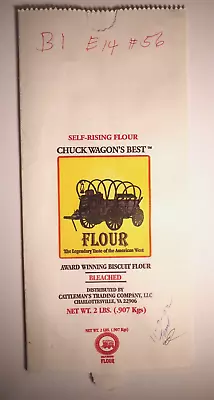 B1 E14 #56
SELF-RISING FLOUR
CHUCK WAGON'S BEST™
FLOUR
The Legendary Taste of the American West
AWARD WINNING BISCUIT FLOUR
BLEACHED
DISTRIBUTED BY
CATTLEMAN'S TRADING COMPANY, LLC
CHARLOTTESVILLE, VA 22906
NET WT. 2 LBS. (.907 Kgs)
NET WT. 2 LBS. (.907 Kgs)
FLOUR